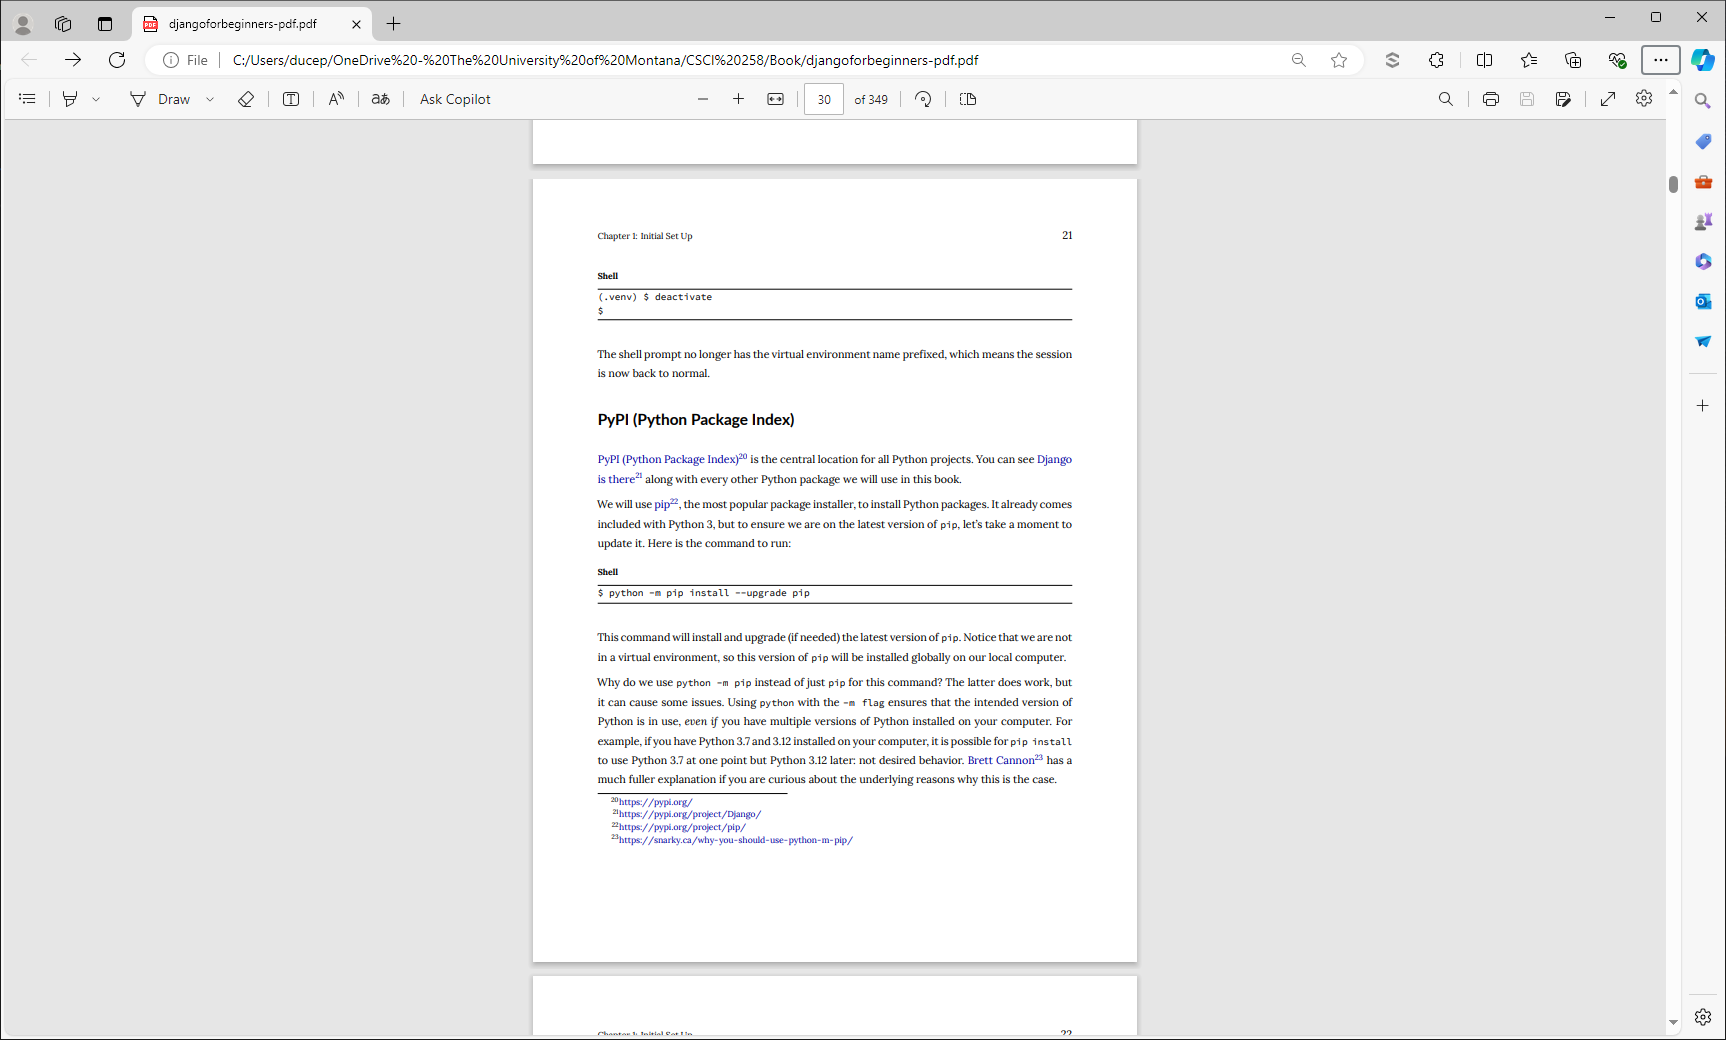 djangoforbeginners-pdf.pdf
File
C:/Users/ducep/OneDrive%20-%20The%20University%20of%20Montana/CSCI%20258/Book/djangoforbeginners-pdf.pdf
Draw
Ask Copilot
30 of 349
Chapter 1: Initial Set Up 21
Shell
(.venv) $ deactivate
$
The shell prompt no longer has the virtual environment name prefixed, which means the session
is now back to normal.
PyPI (Python Package Index)
PyPI (Python Package Index)20 is the central location for all Python projects. You can see Django
is there21 along with every other Python package we will use in this book.
We will use pip22, the most popular package installer, to install Python packages. It already comes
included with Python 3, but to ensure we are on the latest version of pip, let's take a moment to
update it. Here is the command to run:
Shell
$ python -m pip install --upgrade pip
This command will install and upgrade (if needed) the latest version of pip. Notice that we are not
in a virtual environment, so this version of pip will be installed globally on our local computer.
Why do we use python -m pip instead of just pip for this command? The latter does work, but
it can cause some issues. Using python with the -m flag ensures that the intended version of
Python is in use, even if you have multiple versions of Python installed on your computer. For
example, if you have Python 3.7 and 3.12 installed on your computer, it is possible for pip install
to use Python 3.7 at one point but Python 3.12 later: not desired behavior. Brett Cannon23 has a
much fuller explanation if you are curious about the underlying reasons why this is the case.
20https://pypi.org/
21https://pypi.org/project/Django/
22https://pypi.org/project/pip/
23https://snarky.ca/why-you-should-use-python-m-pip/
Chapter 1: Initial Set Up 22